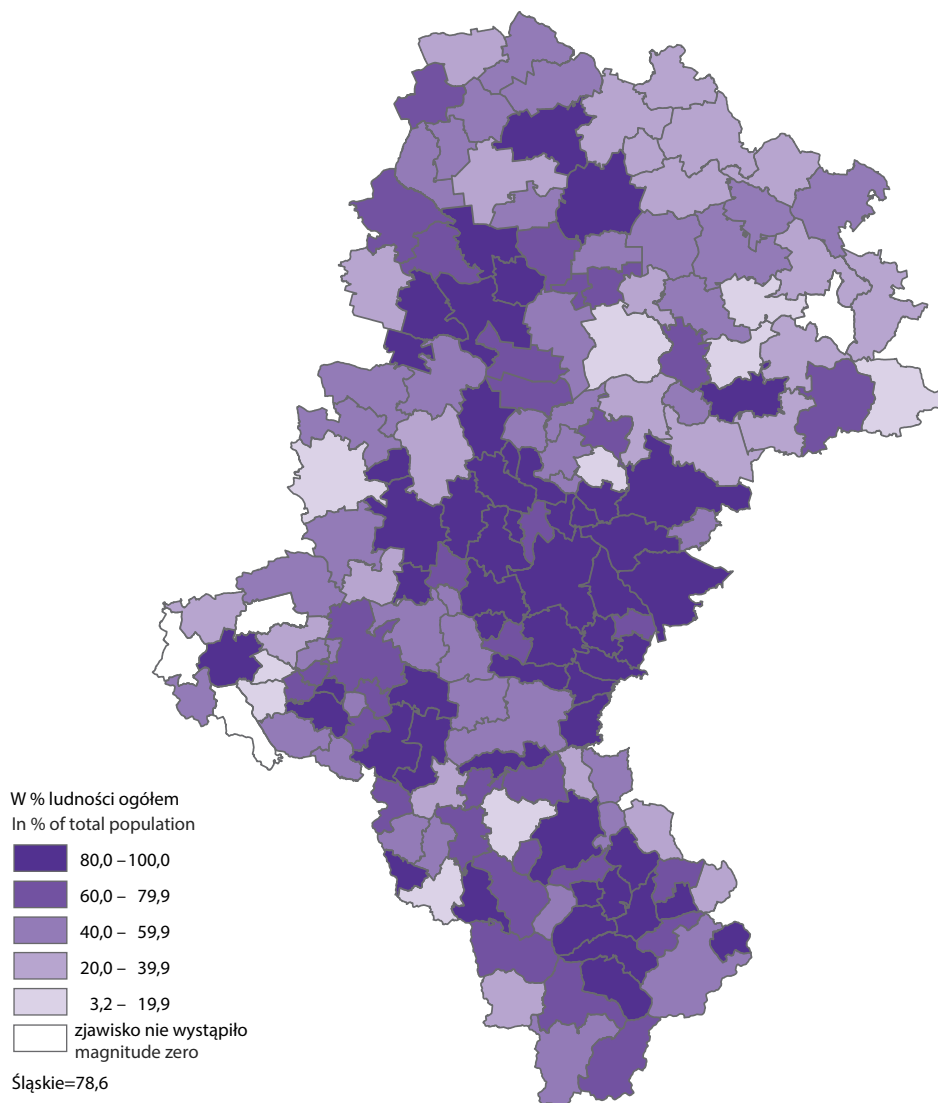 W % ludności ogółem
In % of total population
80,0 – 100,0
60,0 – 79,9
40,0 – 59,9
20,0 – 39,9
3,2 – 19,9
zjawisko nie wystąpiło
magnitude zero
Śląskie=78,6